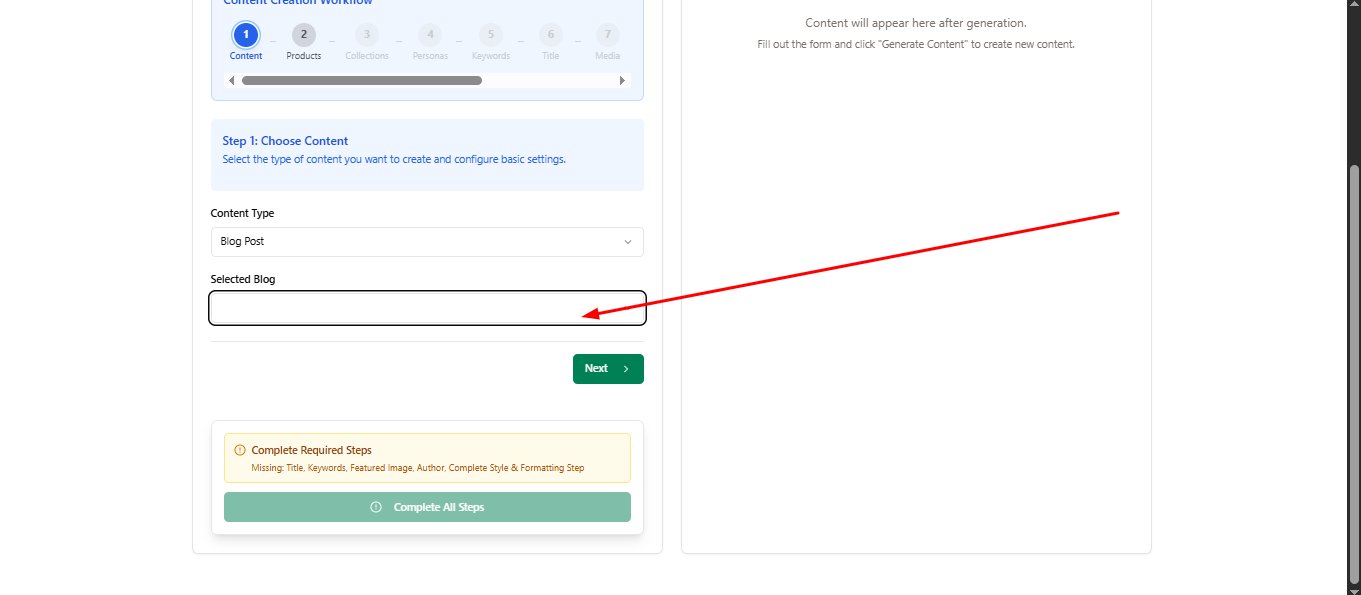 Content Creation Workflow
1
2
3
4
5
6
7
Content
Products
Collections
Personas
Keywords
Title
Media
Step 1: Choose Content
Select the type of content you want to create and configure basic settings.
Content Type
Blog Post
Selected Blog
Next
Complete Required Steps
Missing: Title, Keywords, Featured Image, Author, Complete Style & Formatting Step
Complete All Steps
Content will appear here after generation.
Fill out the form and click "Generate Content" to create new content.